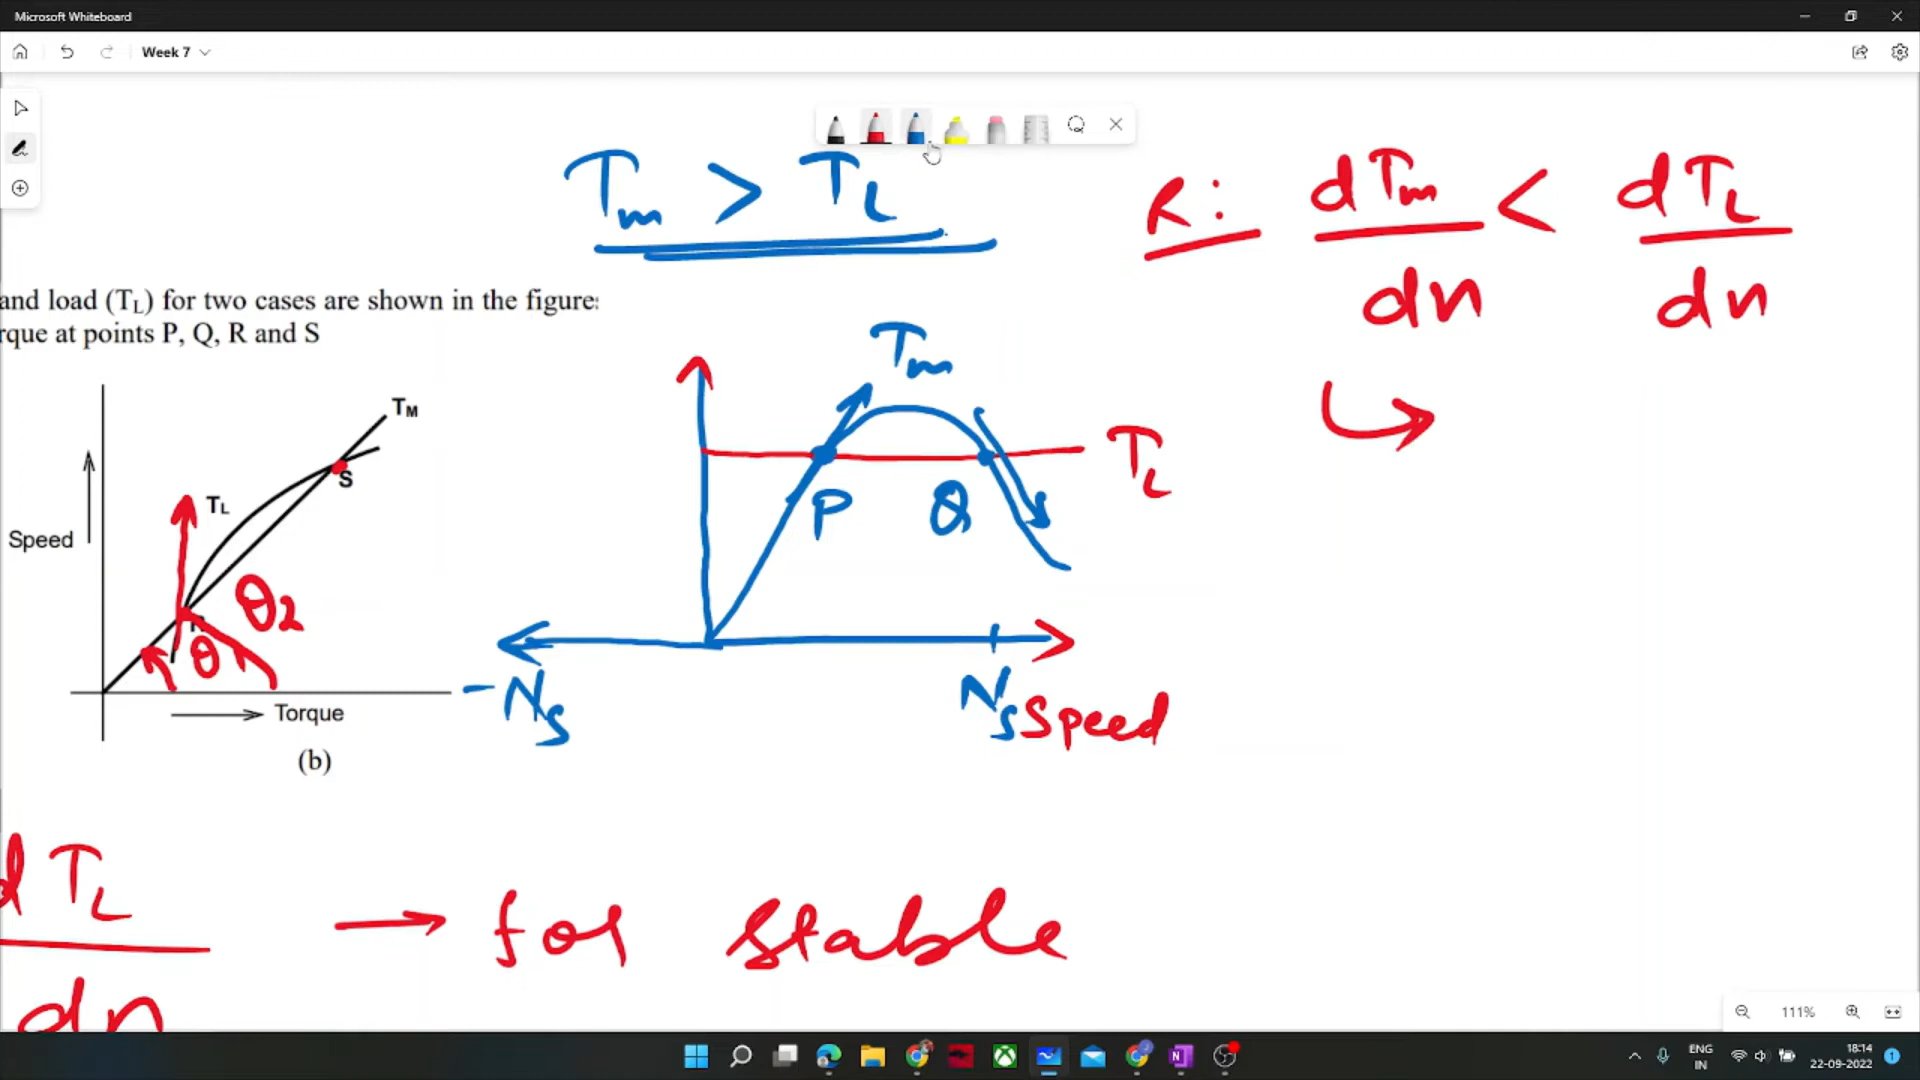 Microsoft Whiteboard
Week 7
Tm > TL
R: dTm/dn < dTL/dn
and load (TL) for two cases are shown in the figure:
rque at points P, Q, R and S
Tm
TM
TL
S
TL
P Q
Speed
θ2
R
θ
-Ns
Ns Speed
Torque
(b)
dTL/dn → for stable
111%
ENG
IN
18:14
22-09-2022
1